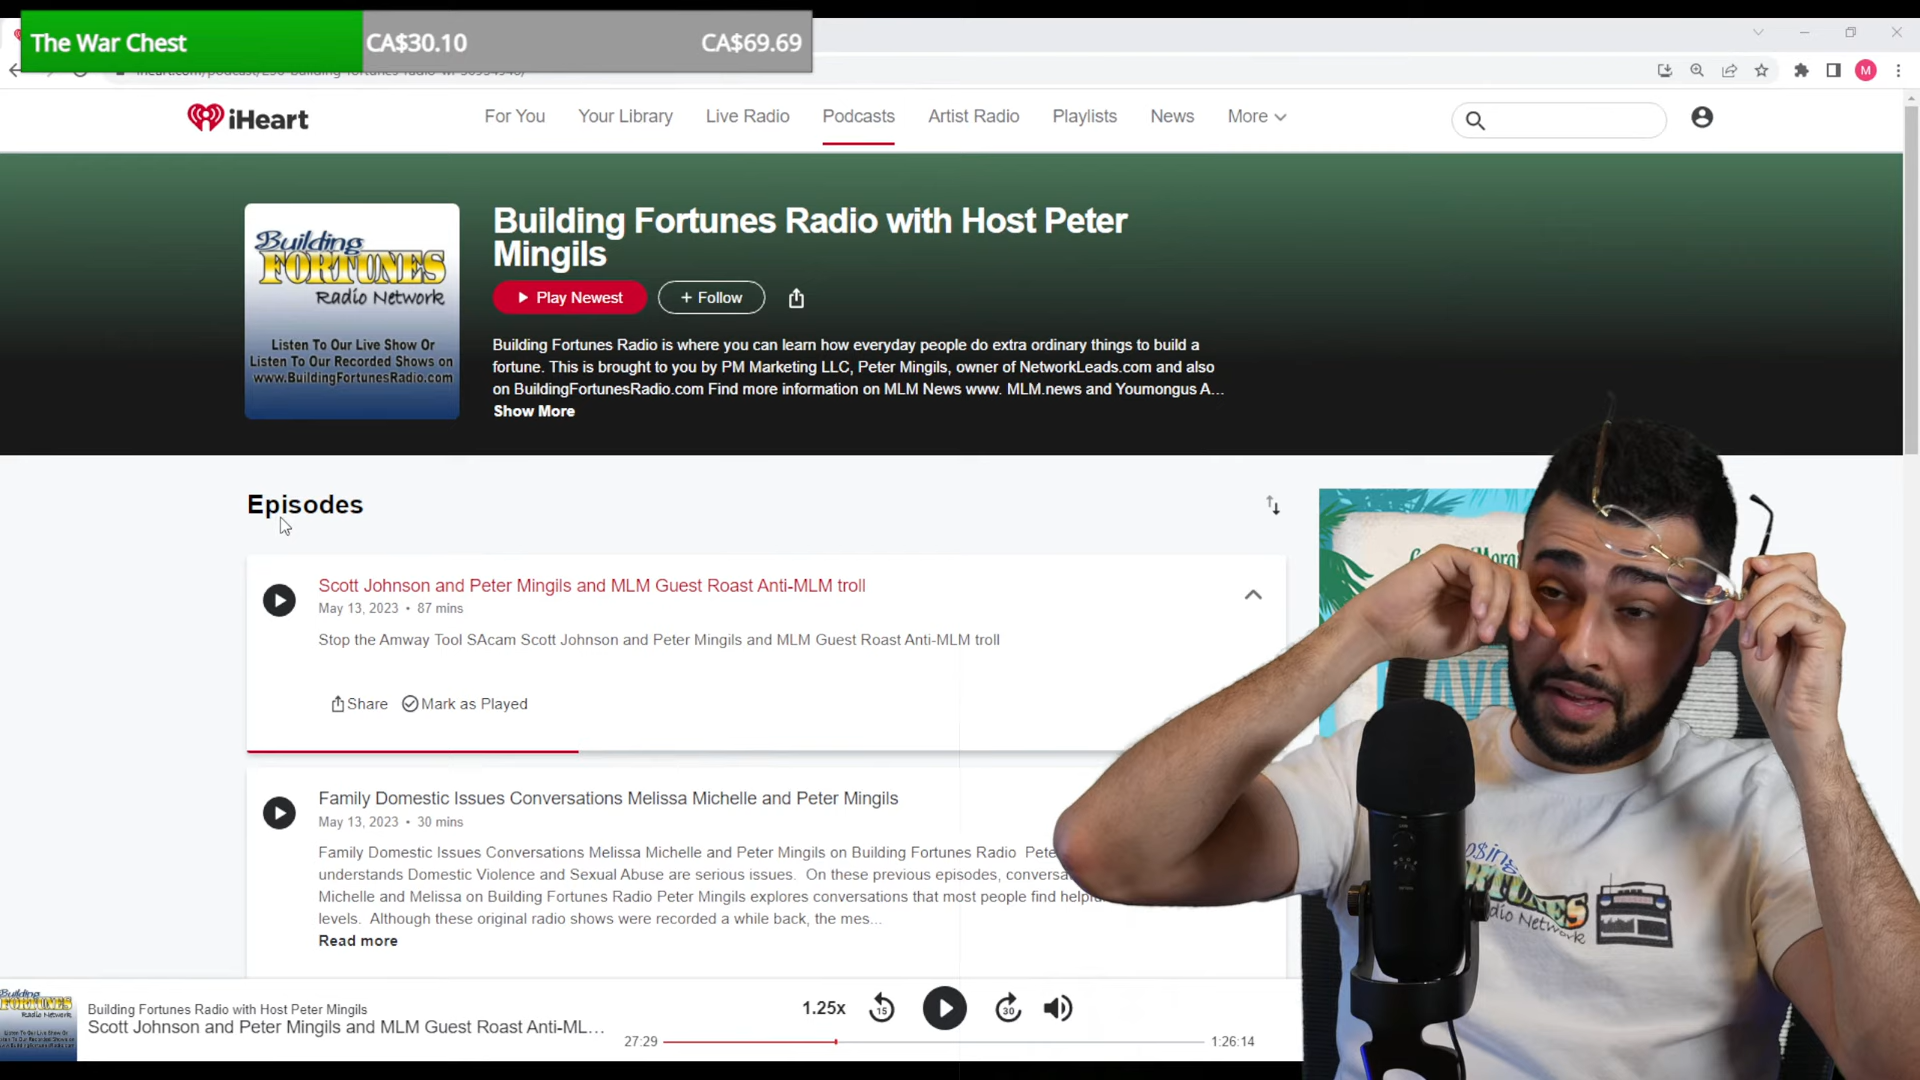 The War Chest CA$30.10 CA$69.69
iHeart For You Your Library Live Radio Podcasts Artist Radio Playlists News More
M
Building Fortunes Radio with Host Peter
Mingils
Play Newest + Follow
Building Fortunes Radio is where you can learn how everyday people do extra ordinary things to build a
fortune. This is brought to you by PM Marketing LLC, Peter Mingils, owner of NetworkLeads.com and also
on BuildingFortunesRadio.com Find more information on MLM News www. MLM.news and Youmongus A...
Show More
Building
FORTUNES
Radio Network
Listen To Our Live Show Or
Listen To Our Recorded Shows on
www.BuildingFortunesRadio.com
Episodes
Scott Johnson and Peter Mingils and MLM Guest Roast Anti-MLM troll
May 13, 2023 • 87 mins
Stop the Amway Tool SAcam Scott Johnson and Peter Mingils and MLM Guest Roast Anti-MLM troll
Share Mark as Played
Family Domestic Issues Conversations Melissa Michelle and Peter Mingils
May 13, 2023 • 30 mins
Family Domestic Issues Conversations Melissa Michelle and Peter Mingils on Building Fortunes Radio Pete
understands Domestic Violence and Sexual Abuse are serious issues. On these previous episodes, conversa
Michelle and Melissa on Building Fortunes Radio Peter Mingils explores conversations that most people find helpf
levels. Although these original radio shows were recorded a while back, the mes...
Read more
Building
FORTUNES
Radio Network
Building Fortunes Radio with Host Peter Mingils
Scott Johnson and Peter Mingils and MLM Guest Roast Anti-ML...
1.25x 15 30
27:29 1:26:14